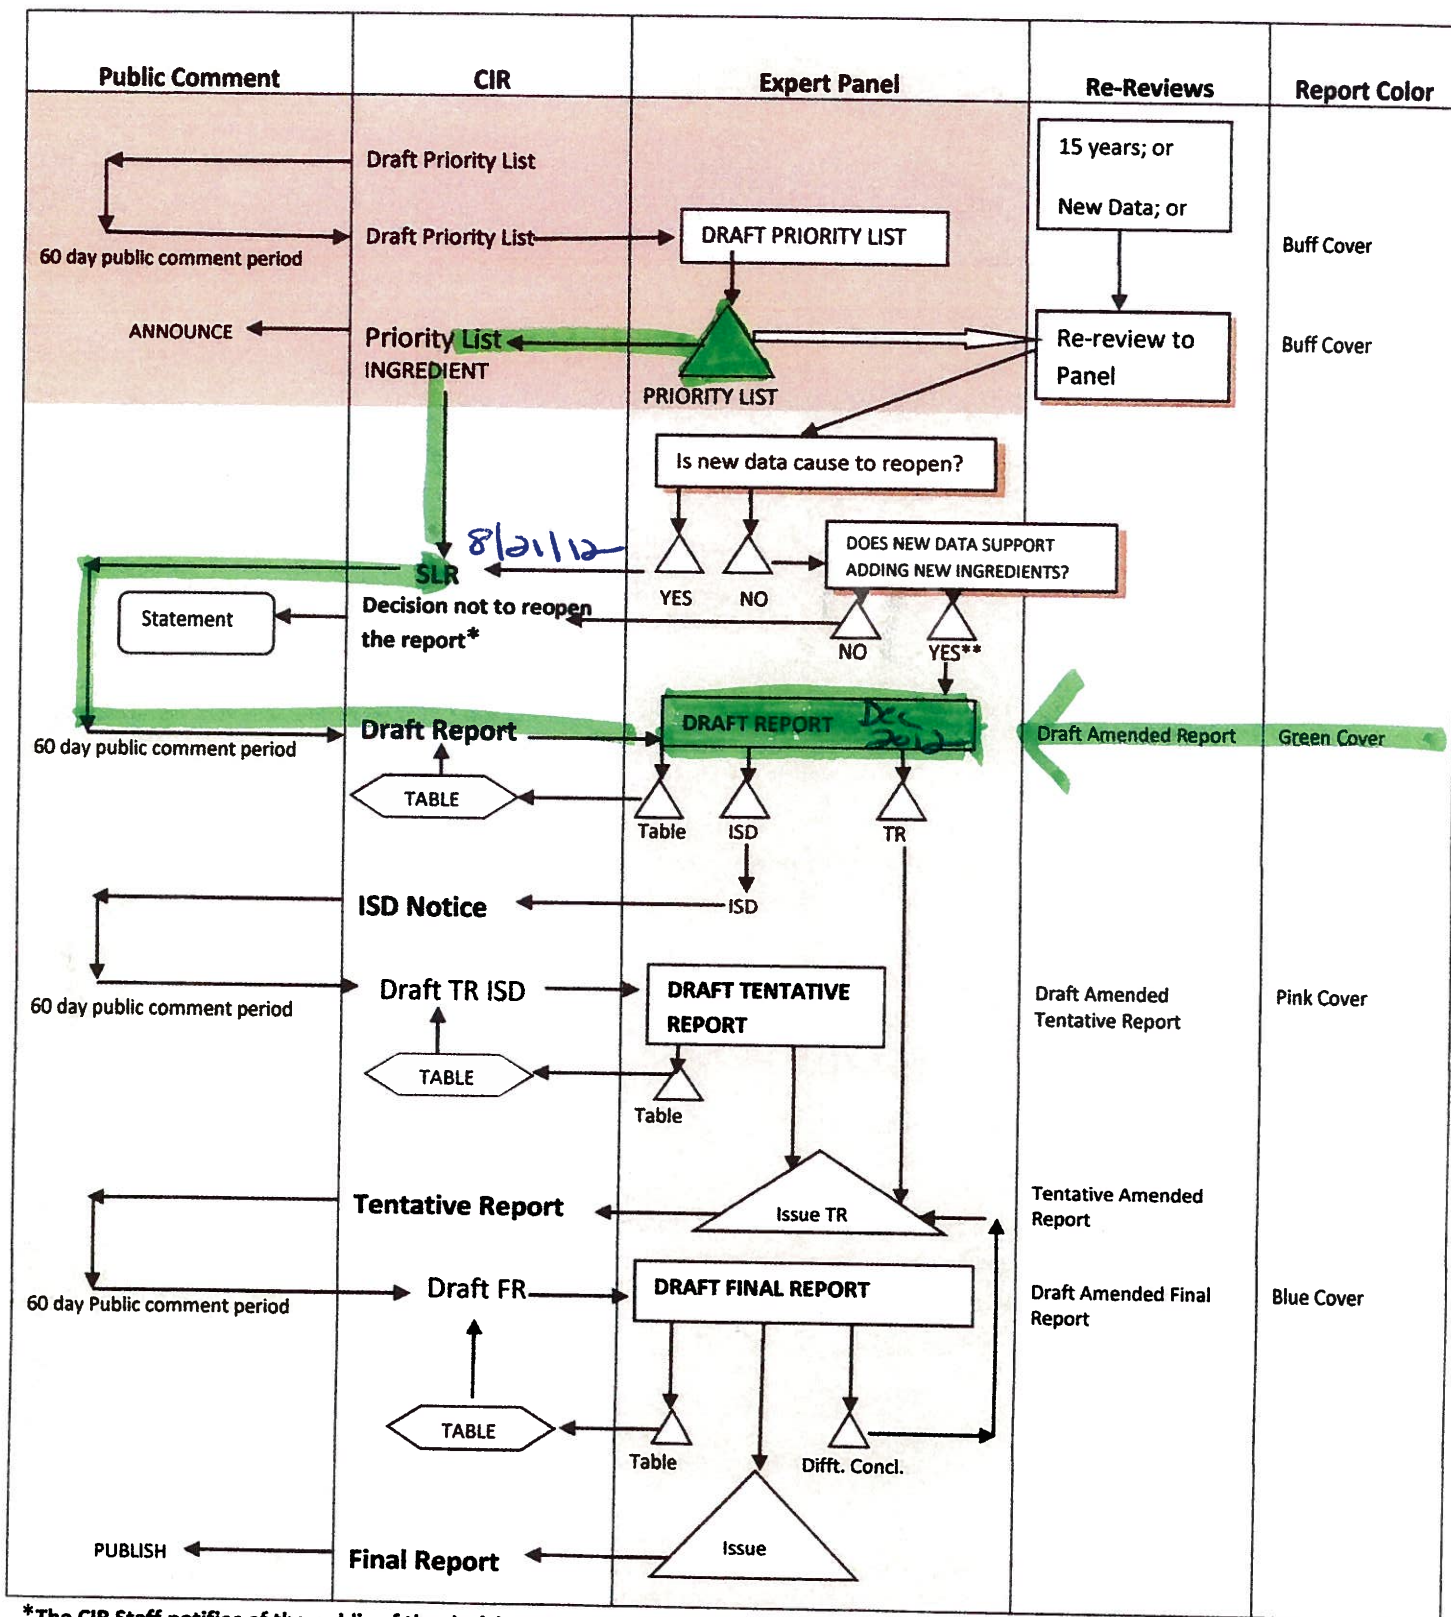 Public Comment CIR Expert Panel Re-Reviews Report Color
Draft Priority List
15 years; or
New Data; or
Draft Priority List
DRAFT PRIORITY LIST
60 day public comment period
Buff Cover
ANNOUNCE
Priority List
INGREDIENT
PRIORITY LIST
Re-review to
Panel
Buff Cover
Is new data cause to reopen?
8/21/12
SLR
YES
NO
DOES NEW DATA SUPPORT
ADDING NEW INGREDIENTS?
Statement
Decision not to reopen
the report*
NO
YES**
60 day public comment period
Draft Report
DRAFT REPORT
Dec
2012
Draft Amended Report
Green Cover
TABLE
Table
ISD
TR
ISD Notice
ISD
60 day public comment period
Draft TR ISD
DRAFT TENTATIVE
REPORT
Draft Amended
Tentative Report
Pink Cover
TABLE
Table
Tentative Report
Issue TR
Tentative Amended
Report
60 day Public comment period
Draft FR
DRAFT FINAL REPORT
Draft Amended Final
Report
Blue Cover
TABLE
Table
Difft. Concl.
PUBLISH
Final Report
Issue